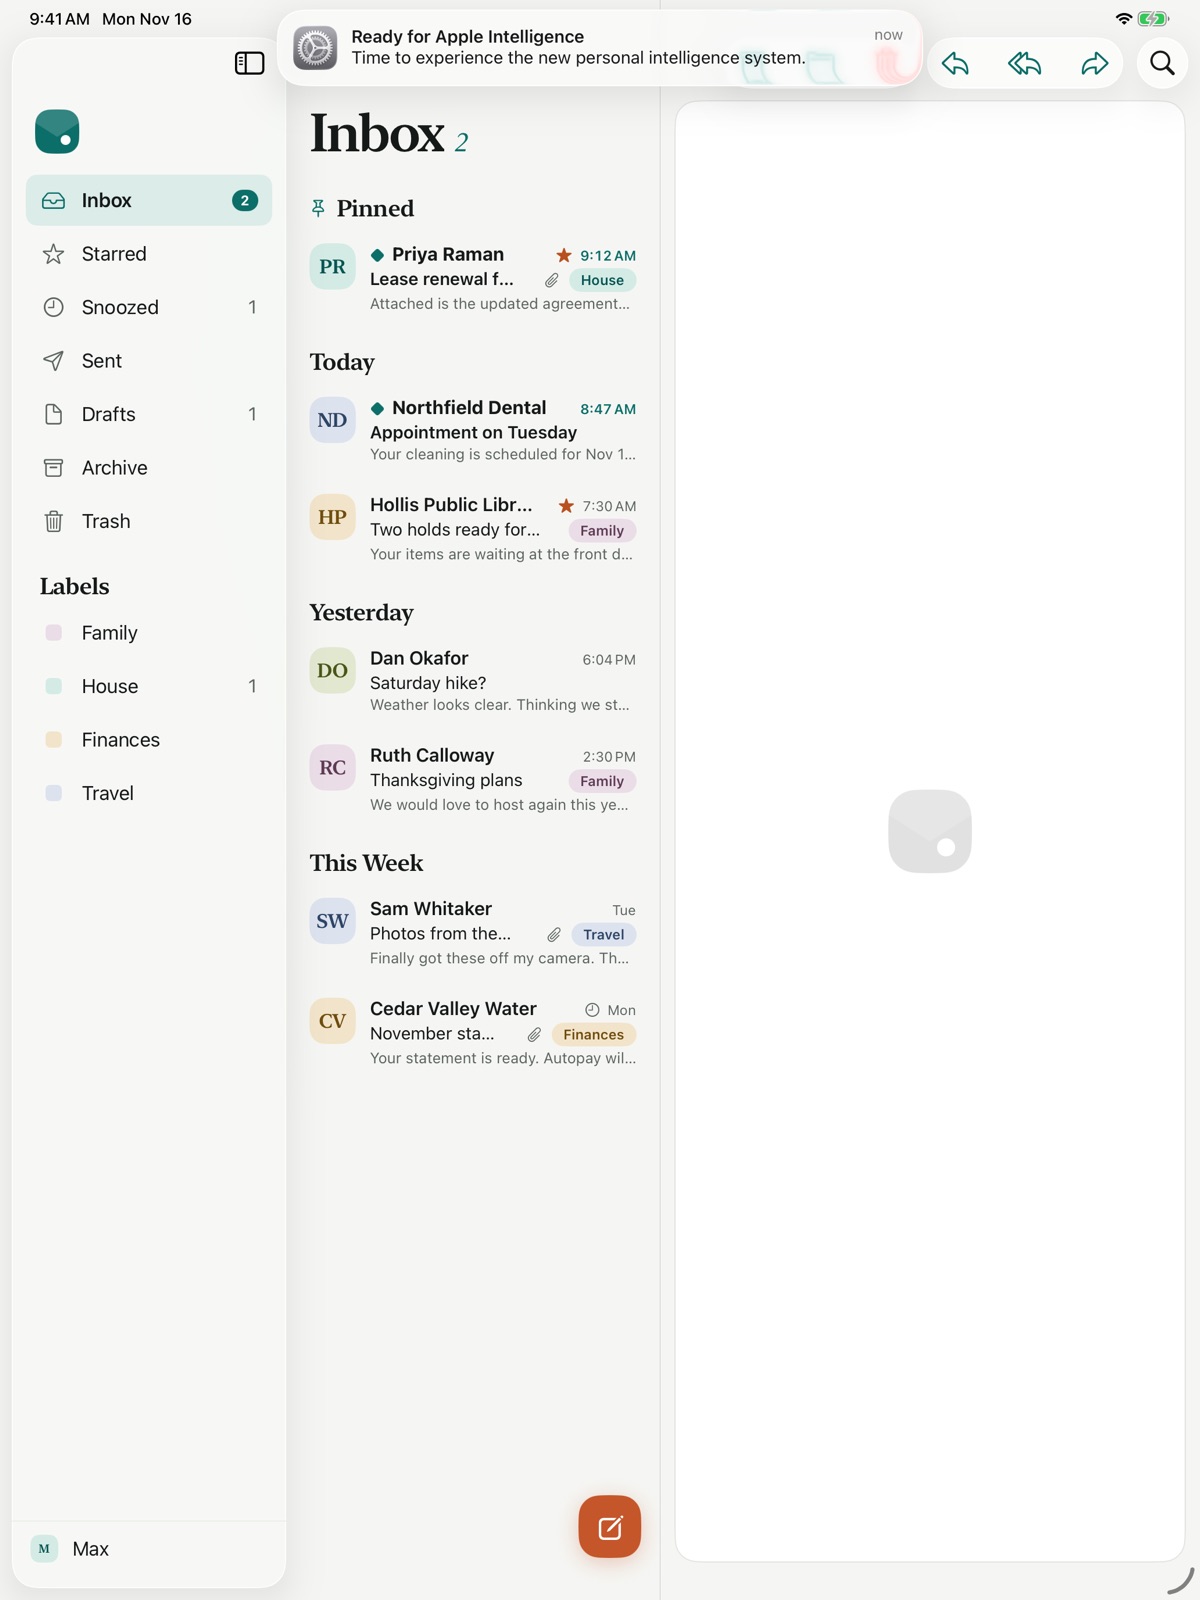 9:41 AM Mon Nov 16
Ready for Apple Intelligence
now
Time to experience the new personal intelligence system.
Inbox
2
Starred
Snoozed
1
Sent
Drafts
1
Archive
Trash
Labels
Family
House
1
Finances
Travel
M
Max
Inbox 2
Pinned
PR
Priya Raman
9:12 AM
Lease renewal f...
House
Attached is the updated agreement...
Today
ND
Northfield Dental
8:47 AM
Appointment on Tuesday
Your cleaning is scheduled for Nov 1...
HP
Hollis Public Libr...
7:30 AM
Two holds ready for...
Family
Your items are waiting at the front d...
Yesterday
DO
Dan Okafor
6:04 PM
Saturday hike?
Weather looks clear. Thinking we st...
RC
Ruth Calloway
2:30 PM
Thanksgiving plans
Family
We would love to host again this ye...
This Week
SW
Sam Whitaker
Tue
Photos from the...
Travel
Finally got these off my camera. Th...
CV
Cedar Valley Water
Mon
November sta...
Finances
Your statement is ready. Autopay wil...